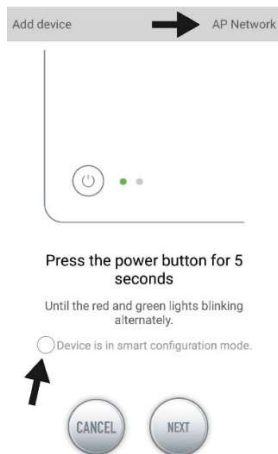 Add device AP Network
Press the power button for 5
seconds
Until the red and green lights blinking
alternately.
Device is in smart configuration mode.
CANCEL NEXT